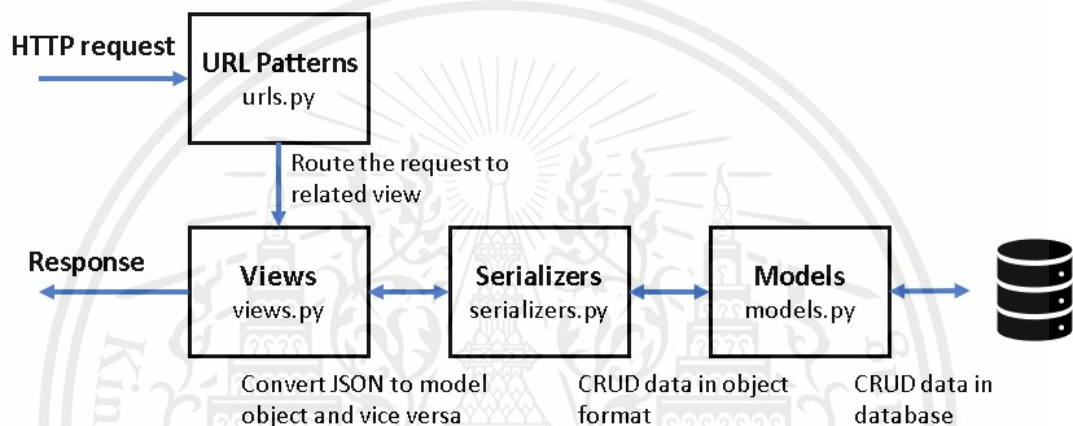 HTTP request
URL Patterns
urls.py
Route the request to
related view
Response
Views
views.py
Serializers
serializers.py
Models
models.py
Convert JSON to model
object and vice versa
CRUD data in object
format
CRUD data in
database